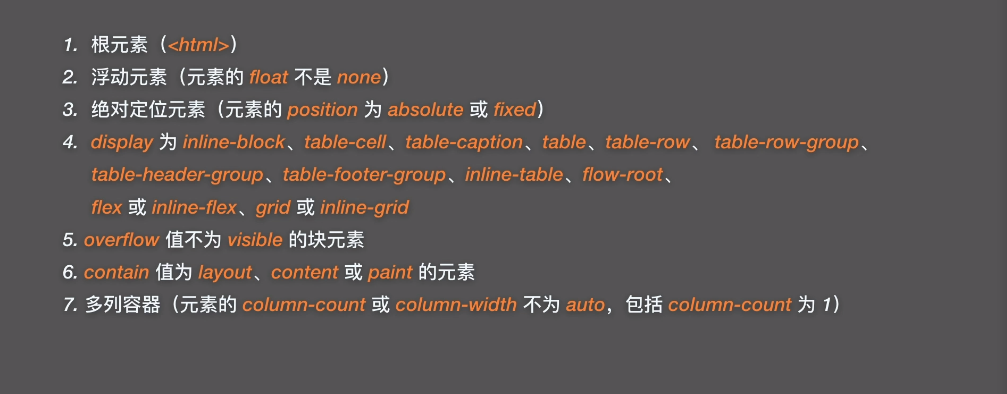 1. 根元素（<html>）
2. 浮动元素（元素的 float 不是 none）
3. 绝对定位元素（元素的 position 为 absolute 或 fixed）
4. display 为 inline-block、table-cell、table-caption、table、table-row、 table-row-group、
table-header-group、table-footer-group、inline-table、flow-root、
flex 或 inline-flex、grid 或 inline-grid
5. overflow 值不为 visible 的块元素
6. contain 值为 layout、content 或 paint 的元素
7. 多列容器（元素的 column-count 或 column-width 不为 auto，包括 column-count 为 1）